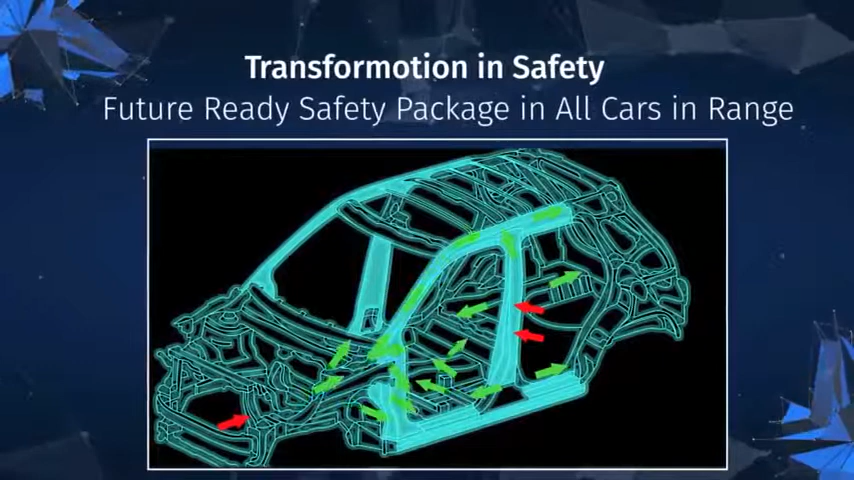 Transformotion in Safety
Future Ready Safety Package in All Cars in Range